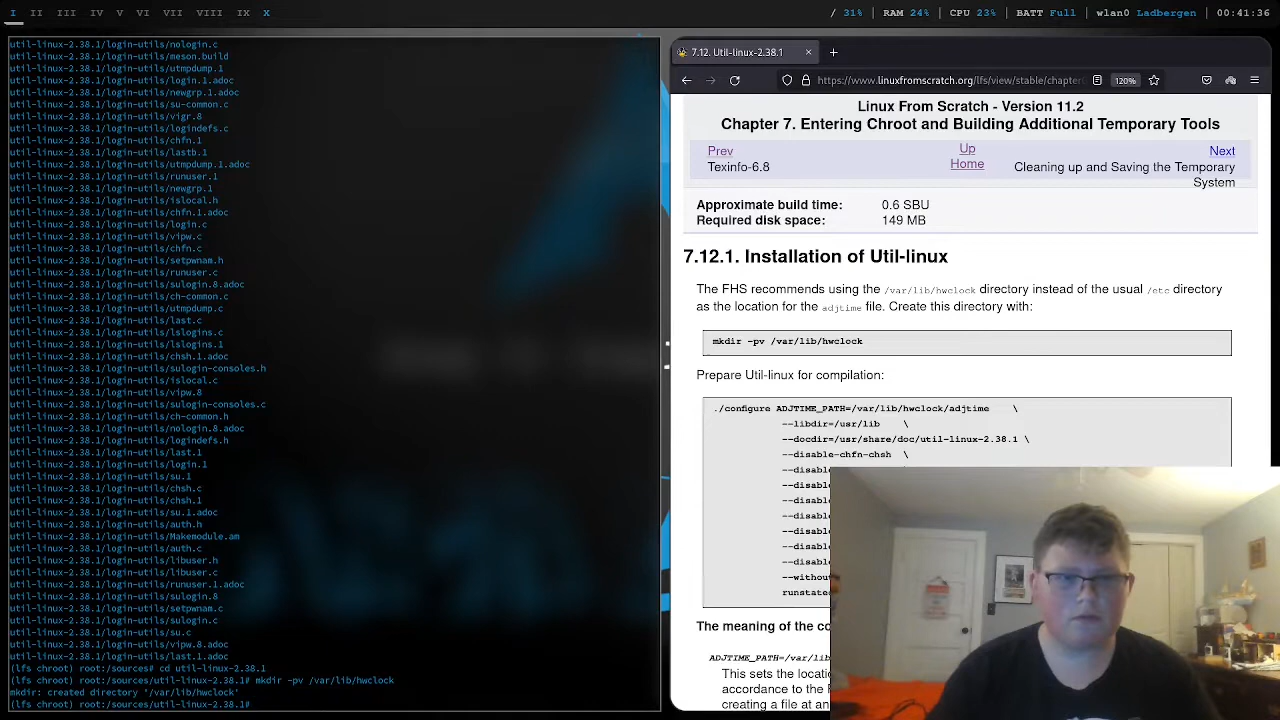 I II III IV V VI VII VIII IX X
/ 31% RAM 24% CPU 23% BATT Full wlan0 Ladbergen 00:41:36
util-linux-2.38.1/login-utils/nologin.c
util-linux-2.38.1/login-utils/meson.build
util-linux-2.38.1/login-utils/utmpdump.1
util-linux-2.38.1/login-utils/login.1.adoc
util-linux-2.38.1/login-utils/newgrp.1.adoc
util-linux-2.38.1/login-utils/su-common.c
util-linux-2.38.1/login-utils/vigr.8
util-linux-2.38.1/login-utils/logindefs.c
util-linux-2.38.1/login-utils/chfn.1
util-linux-2.38.1/login-utils/lastb.1
util-linux-2.38.1/login-utils/utmpdump.1.adoc
util-linux-2.38.1/login-utils/runuser.1
util-linux-2.38.1/login-utils/newgrp.1
util-linux-2.38.1/login-utils/islocal.h
util-linux-2.38.1/login-utils/chfn.1.adoc
util-linux-2.38.1/login-utils/login.c
util-linux-2.38.1/login-utils/vipw.c
util-linux-2.38.1/login-utils/chfn.c
util-linux-2.38.1/login-utils/setpwnam.h
util-linux-2.38.1/login-utils/runuser.c
util-linux-2.38.1/login-utils/sulogin.8.adoc
util-linux-2.38.1/login-utils/ch-common.c
util-linux-2.38.1/login-utils/utmpdump.c
util-linux-2.38.1/login-utils/last.c
util-linux-2.38.1/login-utils/lslogins.c
util-linux-2.38.1/login-utils/lslogins.1
util-linux-2.38.1/login-utils/chsh.1.adoc
util-linux-2.38.1/login-utils/sulogin-consoles.h
util-linux-2.38.1/login-utils/islocal.c
util-linux-2.38.1/login-utils/vipw.8
util-linux-2.38.1/login-utils/sulogin-consoles.c
util-linux-2.38.1/login-utils/ch-common.h
util-linux-2.38.1/login-utils/nologin.8.adoc
util-linux-2.38.1/login-utils/logindefs.h
util-linux-2.38.1/login-utils/last.1
util-linux-2.38.1/login-utils/login.1
util-linux-2.38.1/login-utils/su.1
util-linux-2.38.1/login-utils/chsh.c
util-linux-2.38.1/login-utils/chsh.1
util-linux-2.38.1/login-utils/su.1.adoc
util-linux-2.38.1/login-utils/auth.h
util-linux-2.38.1/login-utils/Makemodule.am
util-linux-2.38.1/login-utils/auth.c
util-linux-2.38.1/login-utils/libuser.h
util-linux-2.38.1/login-utils/libuser.c
util-linux-2.38.1/login-utils/runuser.1.adoc
util-linux-2.38.1/login-utils/sulogin.8
util-linux-2.38.1/login-utils/setpwnam.c
util-linux-2.38.1/login-utils/sulogin.c
util-linux-2.38.1/login-utils/su.c
util-linux-2.38.1/login-utils/vipw.8.adoc
util-linux-2.38.1/login-utils/last.1.adoc
(lfs chroot) root:/sources# cd util-linux-2.38.1
(lfs chroot) root:/sources/util-linux-2.38.1# mkdir -pv /var/lib/hwclock
mkdir: created directory '/var/lib/hwclock'
(lfs chroot) root:/sources/util-linux-2.38.1#
7.12. Util-linux-2.38.1
https://www.linuxfromscratch.org/lfs/view/stable/chapter
120%
Linux From Scratch - Version 11.2
Chapter 7. Entering Chroot and Building Additional Temporary Tools
Prev Up Next
Texinfo-6.8 Home Cleaning up and Saving the Temporary
System
Approximate build time: 0.6 SBU
Required disk space: 149 MB
7.12.1. Installation of Util-linux
The FHS recommends using the /var/lib/hwclock directory instead of the usual /etc directory
as the location for the adjtime file. Create this directory with:
mkdir -pv /var/lib/hwclock
Prepare Util-linux for compilation:
./configure ADJTIME_PATH=/var/lib/hwclock/adjtime \
--libdir=/usr/lib \
--docdir=/usr/share/doc/util-linux-2.38.1 \
--disable-chfn-chsh \
--disa
--disa
--disa
--disa
--disa
--disa
--disa
--without
runstate
The meaning of the co
ADJTIME_PATH=/var/lib
This sets the locati
accordance to the F
creating a file at an